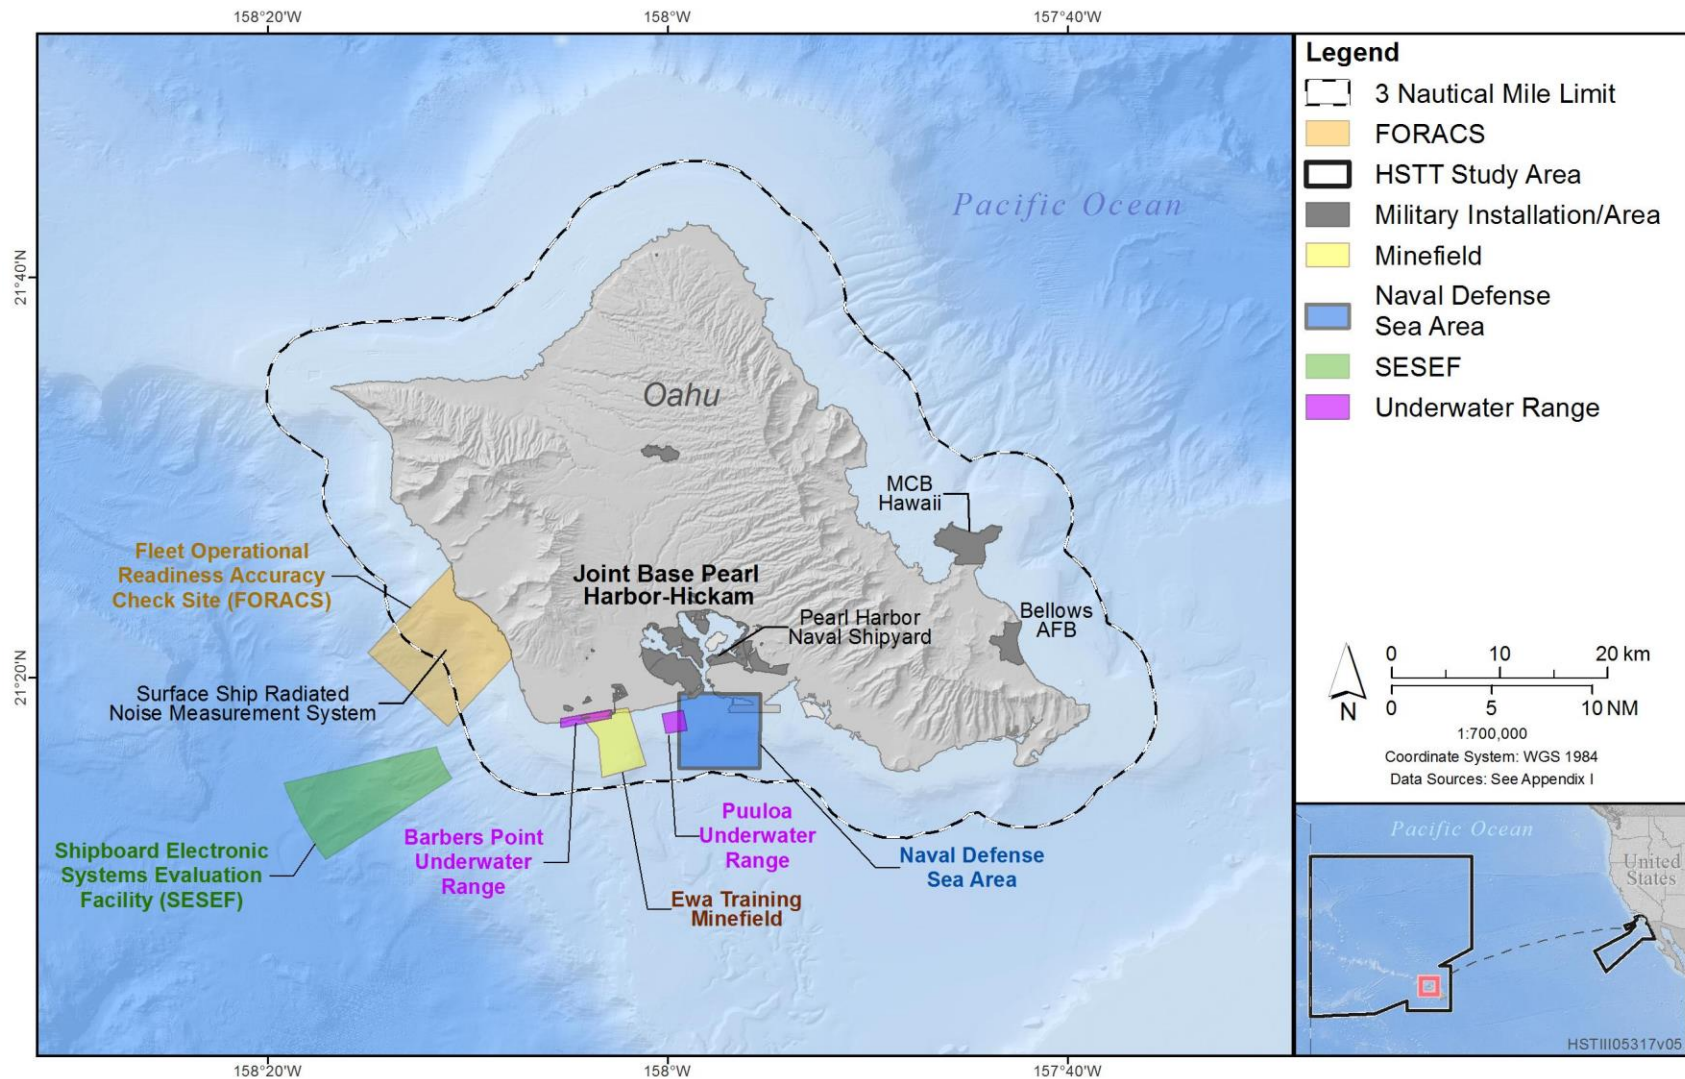 158°20'W
158°W
157°40'W
Legend
3 Nautical Mile Limit
FORACS
HSTT Study Area
Military Installation/Area
Minefield
Naval Defense
Sea Area
SESEF
Underwater Range
Pacific Ocean
21°40'N
Oahu
MCB
Hawaii
Fleet Operational
Readiness Accuracy
Check Site (FORACS)
Joint Base Pearl
Harbor-Hickam
Pearl Harbor
Naval Shipyard
Bellows
AFB
21°20'N
Surface Ship Radiated
Noise Measurement System
Barbers Point
Underwater
Range
Puuloa
Underwater
Range
Naval Defense
Sea Area
Shipboard Electronic
Systems Evaluation
Facility (SESEF)
Ewa Training
Minefield
0 10 20 km
0 5 10 NM
N
1:700,000
Coordinate System: WGS 1984
Data Sources: See Appendix I
Pacific Ocean
United
States
HSTIII05317v05
158°20'W
158°W
157°40'W